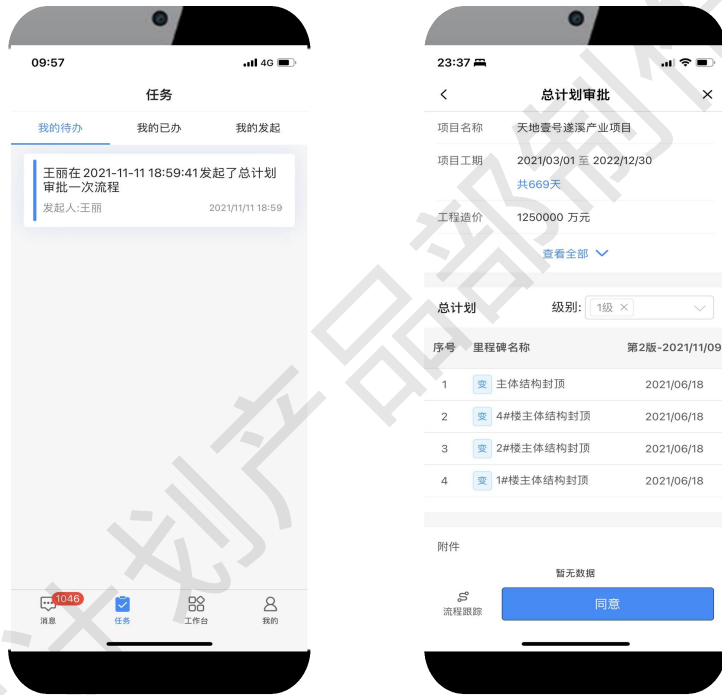 09:57
4G
任务
我的待办
我的已办
我的发起
王丽在 2021-11-11 18:59:41 发起了总计划
审批一次流程
发起人:王丽
2021/11/11 18:59
1046
消息
任务
工作台
我的
23:37
总计划审批
项目名称 天地壹号遂溪产业项目
项目工期 2021/03/01 至 2022/12/30
共669天
工程造价 1250000 万元
查看全部
总计划 级别: 1级 ×
序号 里程碑名称 第2版-2021/11/09
1 变 主体结构封顶 2021/06/18
2 变 4#楼主体结构封顶 2021/06/18
3 变 2#楼主体结构封顶 2021/06/18
4 变 1#楼主体结构封顶 2021/06/18
附件
暂无数据
流程跟踪
同意
计划产品部制作